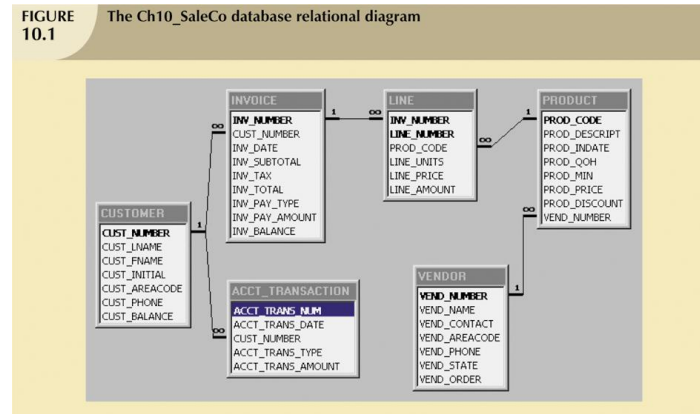 FIGURE 10.1
The Ch10_SaleCo database relational diagram
INVOICE
INV_NUMBER
CUST_NUMBER
INV_DATE
INV_SUBTOTAL
INV_TAX
INV_TOTAL
INV_PAY_TYPE
INV_PAY_AMOUNT
INV_BALANCE
1
∞
∞
LINE
INV_NUMBER
LINE_NUMBER
PROD_CODE
LINE_UNITS
LINE_PRICE
LINE_AMOUNT
1
∞
PRODUCT
PROD_CODE
PROD_DESCRIPT
PROD_INDATE
PROD_QOH
PROD_MIN
PROD_PRICE
PROD_DISCOUNT
VEND_NUMBER
∞
CUSTOMER
CUST_NUMBER
CUST_LNAME
CUST_FNAME
CUST_INITIAL
CUST_AREACODE
CUST_PHONE
CUST_BALANCE
1
ACCT_TRANSACTION
ACCT_TRANS_NUM
ACCT_TRANS_DATE
CUST_NUMBER
ACCT_TRANS_TYPE
ACCT_TRANS_AMOUNT
∞
VENDOR
VEND_NUMBER
VEND_NAME
VEND_CONTACT
VEND_AREACODE
VEND_PHONE
VEND_STATE
VEND_ORDER
1